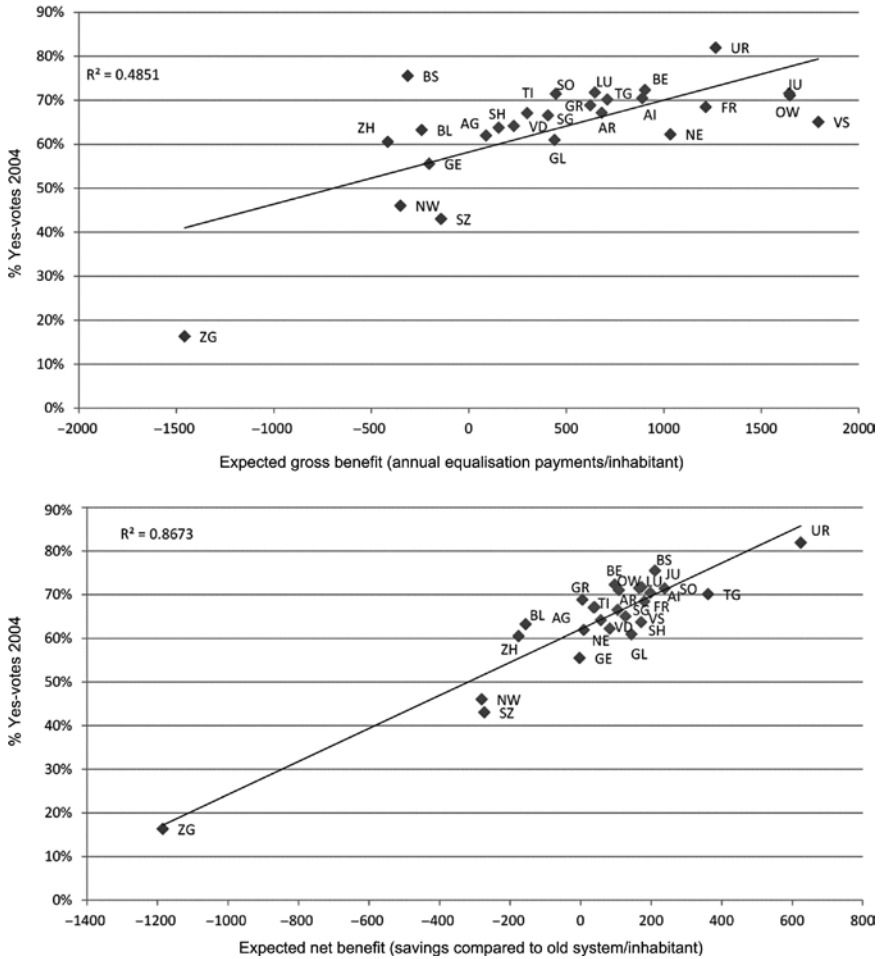 90%
80%
70%
60%
50%
40%
30%
20%
10%
0%
% Yes-votes 2004
R² = 0.4851
UR
BS
SO
LU
BE
JU
TI
TG
GR
FR
AI
OW
VS
AG
SH
SG
AR
ZH
BL
VD
NE
GL
GE
NW
SZ
ZG
−2000
−1500
−1000
−500
0
500
1000
1500
2000
Expected gross benefit (annual equalisation payments/inhabitant)
90%
80%
70%
60%
50%
40%
30%
20%
10%
0%
% Yes-votes 2004
R² = 0.8673
UR
BS
BE
OW
LU
JU
GR
SO
TG
AI
TI
AR
FR
SG
BL
AG
VS
NE
VD
SH
ZH
GE
GL
NW
SZ
ZG
−1400
−1200
−1000
−800
−600
−400
−200
0
200
400
600
800
Expected net benefit (savings compared to old system/inhabitant)